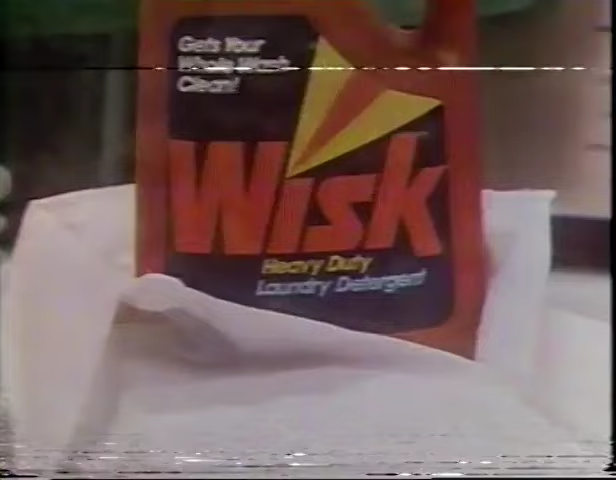 Gets Your
Whole Wash
Clean!
Wisk
Heavy Duty
Laundry Detergent